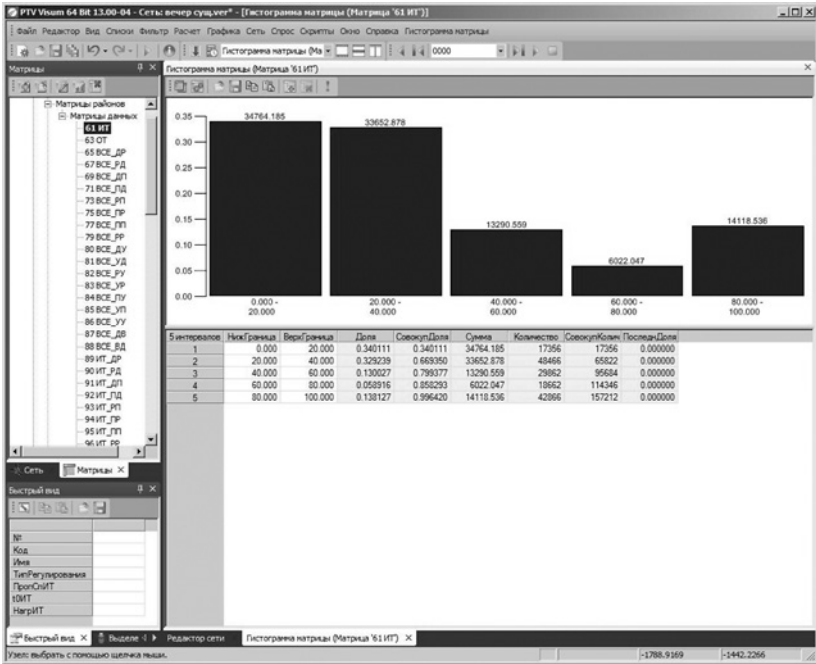 PTV Visum 64 Bit 13.00-04 - Сеть: вечер сущ.ver* - [Гистограмма матрицы (Матрица '61 ИТ')]
Файл Редактор Вид Списки Фильтр Расчет Графика Сеть Спрос Скрипты Окно Справка Гистограмма матрицы
Гистограмма матрицы (Ма 0000
Матрицы
Матрицы районов
Матрицы данных
61 ИТ
63 ОТ
65 ВСЕ_ДР
67 ВСЕ_РД
69 ВСЕ_ДП
71 ВСЕ_ПД
73 ВСЕ_РП
75 ВСЕ_ПР
77 ВСЕ_ПП
79 ВСЕ_РР
80 ВСЕ_ДУ
81 ВСЕ_УД
82 ВСЕ_РУ
83 ВСЕ_УР
84 ВСЕ_ПУ
85 ВСЕ_УП
86 ВСЕ_УУ
87 ВСЕ_ДВ
88 ВСЕ_ВД
89 ИТ_ДР
90 ИТ_РД
91 ИТ_ДП
92 ИТ_ПД
93 ИТ_РП
94 ИТ_ПР
95 ИТ_ПП
96 ИТ_РР
Сеть Матрицы
Быстрый вид
№
Код
Имя
ТипРегулирования
ПропСпИТ
t0ИТ
НагрИТ
Быстрый вид Выделе
Гистограмма матрицы (Матрица '61 ИТ')
0.35
0.30
0.25
0.20
0.15
0.10
0.05
0.00
34764.185
33652.878
13290.559
6022.047
14118.536
0.000 - 20.000 - 40.000 - 60.000 - 80.000 -
20.000 40.000 60.000 80.000 100.000
5 интервалов НижГраница ВерхГраница Доля СовокупДоля Сумма Количество СовокупКолич ПоследнДоля
1 0.000 20.000 0.340111 0.340111 34764.185 17356 17356 0.000000
2 20.000 40.000 0.329239 0.669350 33652.878 48466 65822 0.000000
3 40.000 60.000 0.130027 0.799377 13290.559 29862 95684 0.000000
4 60.000 80.000 0.058916 0.858293 6022.047 18662 114346 0.000000
5 80.000 100.000 0.138127 0.996420 14118.536 42866 157212 0.000000
Редактор сети Гистограмма матрицы (Матрица '61 ИТ')
Узел: выбрать с помощью щелчка мыши. -1788.9169 -1442.2266